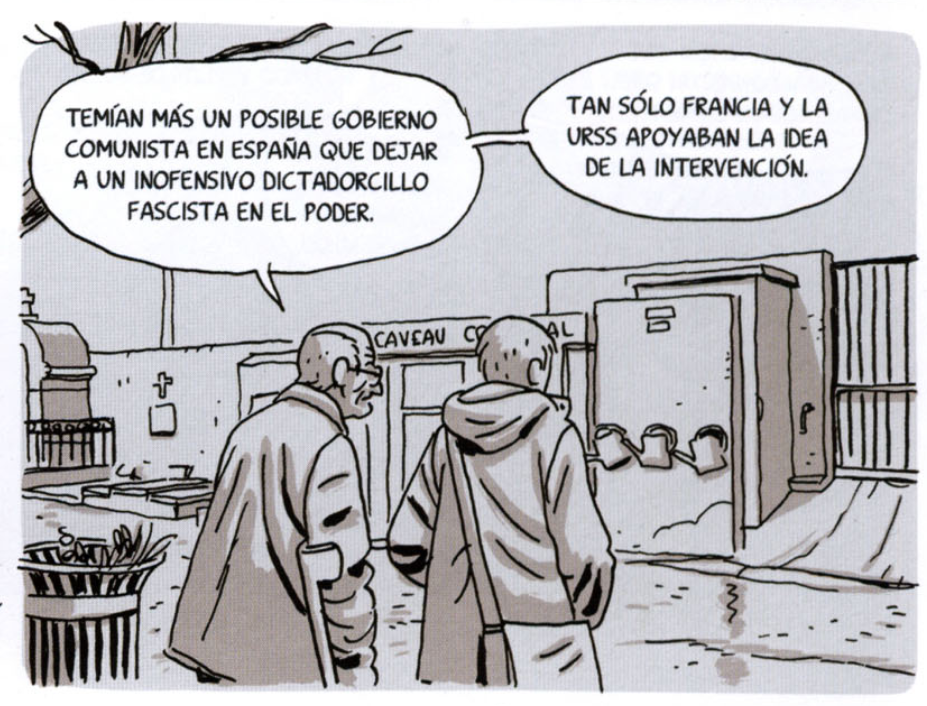 TEMÍAN MÁS UN POSIBLE GOBIERNO
COMUNISTA EN ESPAÑA QUE DEJAR
A UN INOFENSIVO DICTADORCILLO
FASCISTA EN EL PODER.
TAN SÓLO FRANCIA Y LA
URSS APOYABAN LA IDEA
DE LA INTERVENCIÓN.
CAVEAU